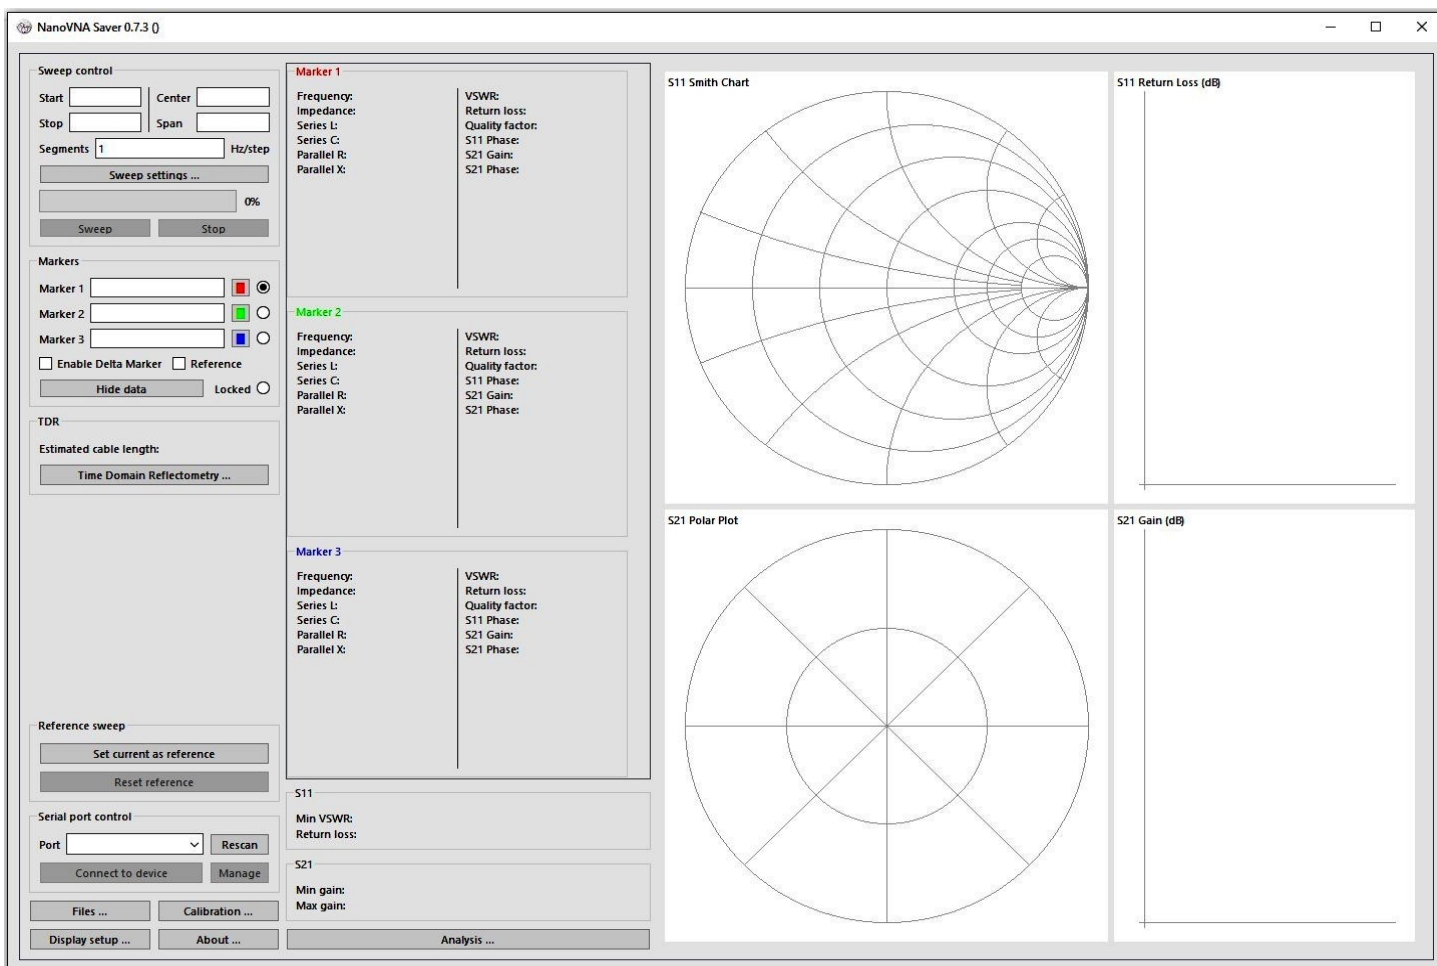 NanoVNA Saver 0.7.3 ()
Sweep control
Start
Center
Stop
Span
Segments 1 Hz/step
Sweep settings ...
0%
Sweep
Stop
Markers
Marker 1
Marker 2
Marker 3
Enable Delta Marker
Reference
Hide data
Locked
TDR
Estimated cable length:
Time Domain Reflectometry ...
Reference sweep
Set current as reference
Reset reference
Serial port control
Port
Rescan
Connect to device
Manage
Files ...
Calibration ...
Display setup ...
About ...
Marker 1
Frequency:
Impedance:
Series L:
Series C:
Parallel R:
Parallel X:
VSWR:
Return loss:
Quality factor:
S11 Phase:
S21 Gain:
S21 Phase:
Marker 2
Frequency:
Impedance:
Series L:
Series C:
Parallel R:
Parallel X:
VSWR:
Return loss:
Quality factor:
S11 Phase:
S21 Gain:
S21 Phase:
Marker 3
Frequency:
Impedance:
Series L:
Series C:
Parallel R:
Parallel X:
VSWR:
Return loss:
Quality factor:
S11 Phase:
S21 Gain:
S21 Phase:
S11
Min VSWR:
Return loss:
S21
Min gain:
Max gain:
Analysis ...
S11 Smith Chart
S11 Return Loss (dB)
S21 Polar Plot
S21 Gain (dB)